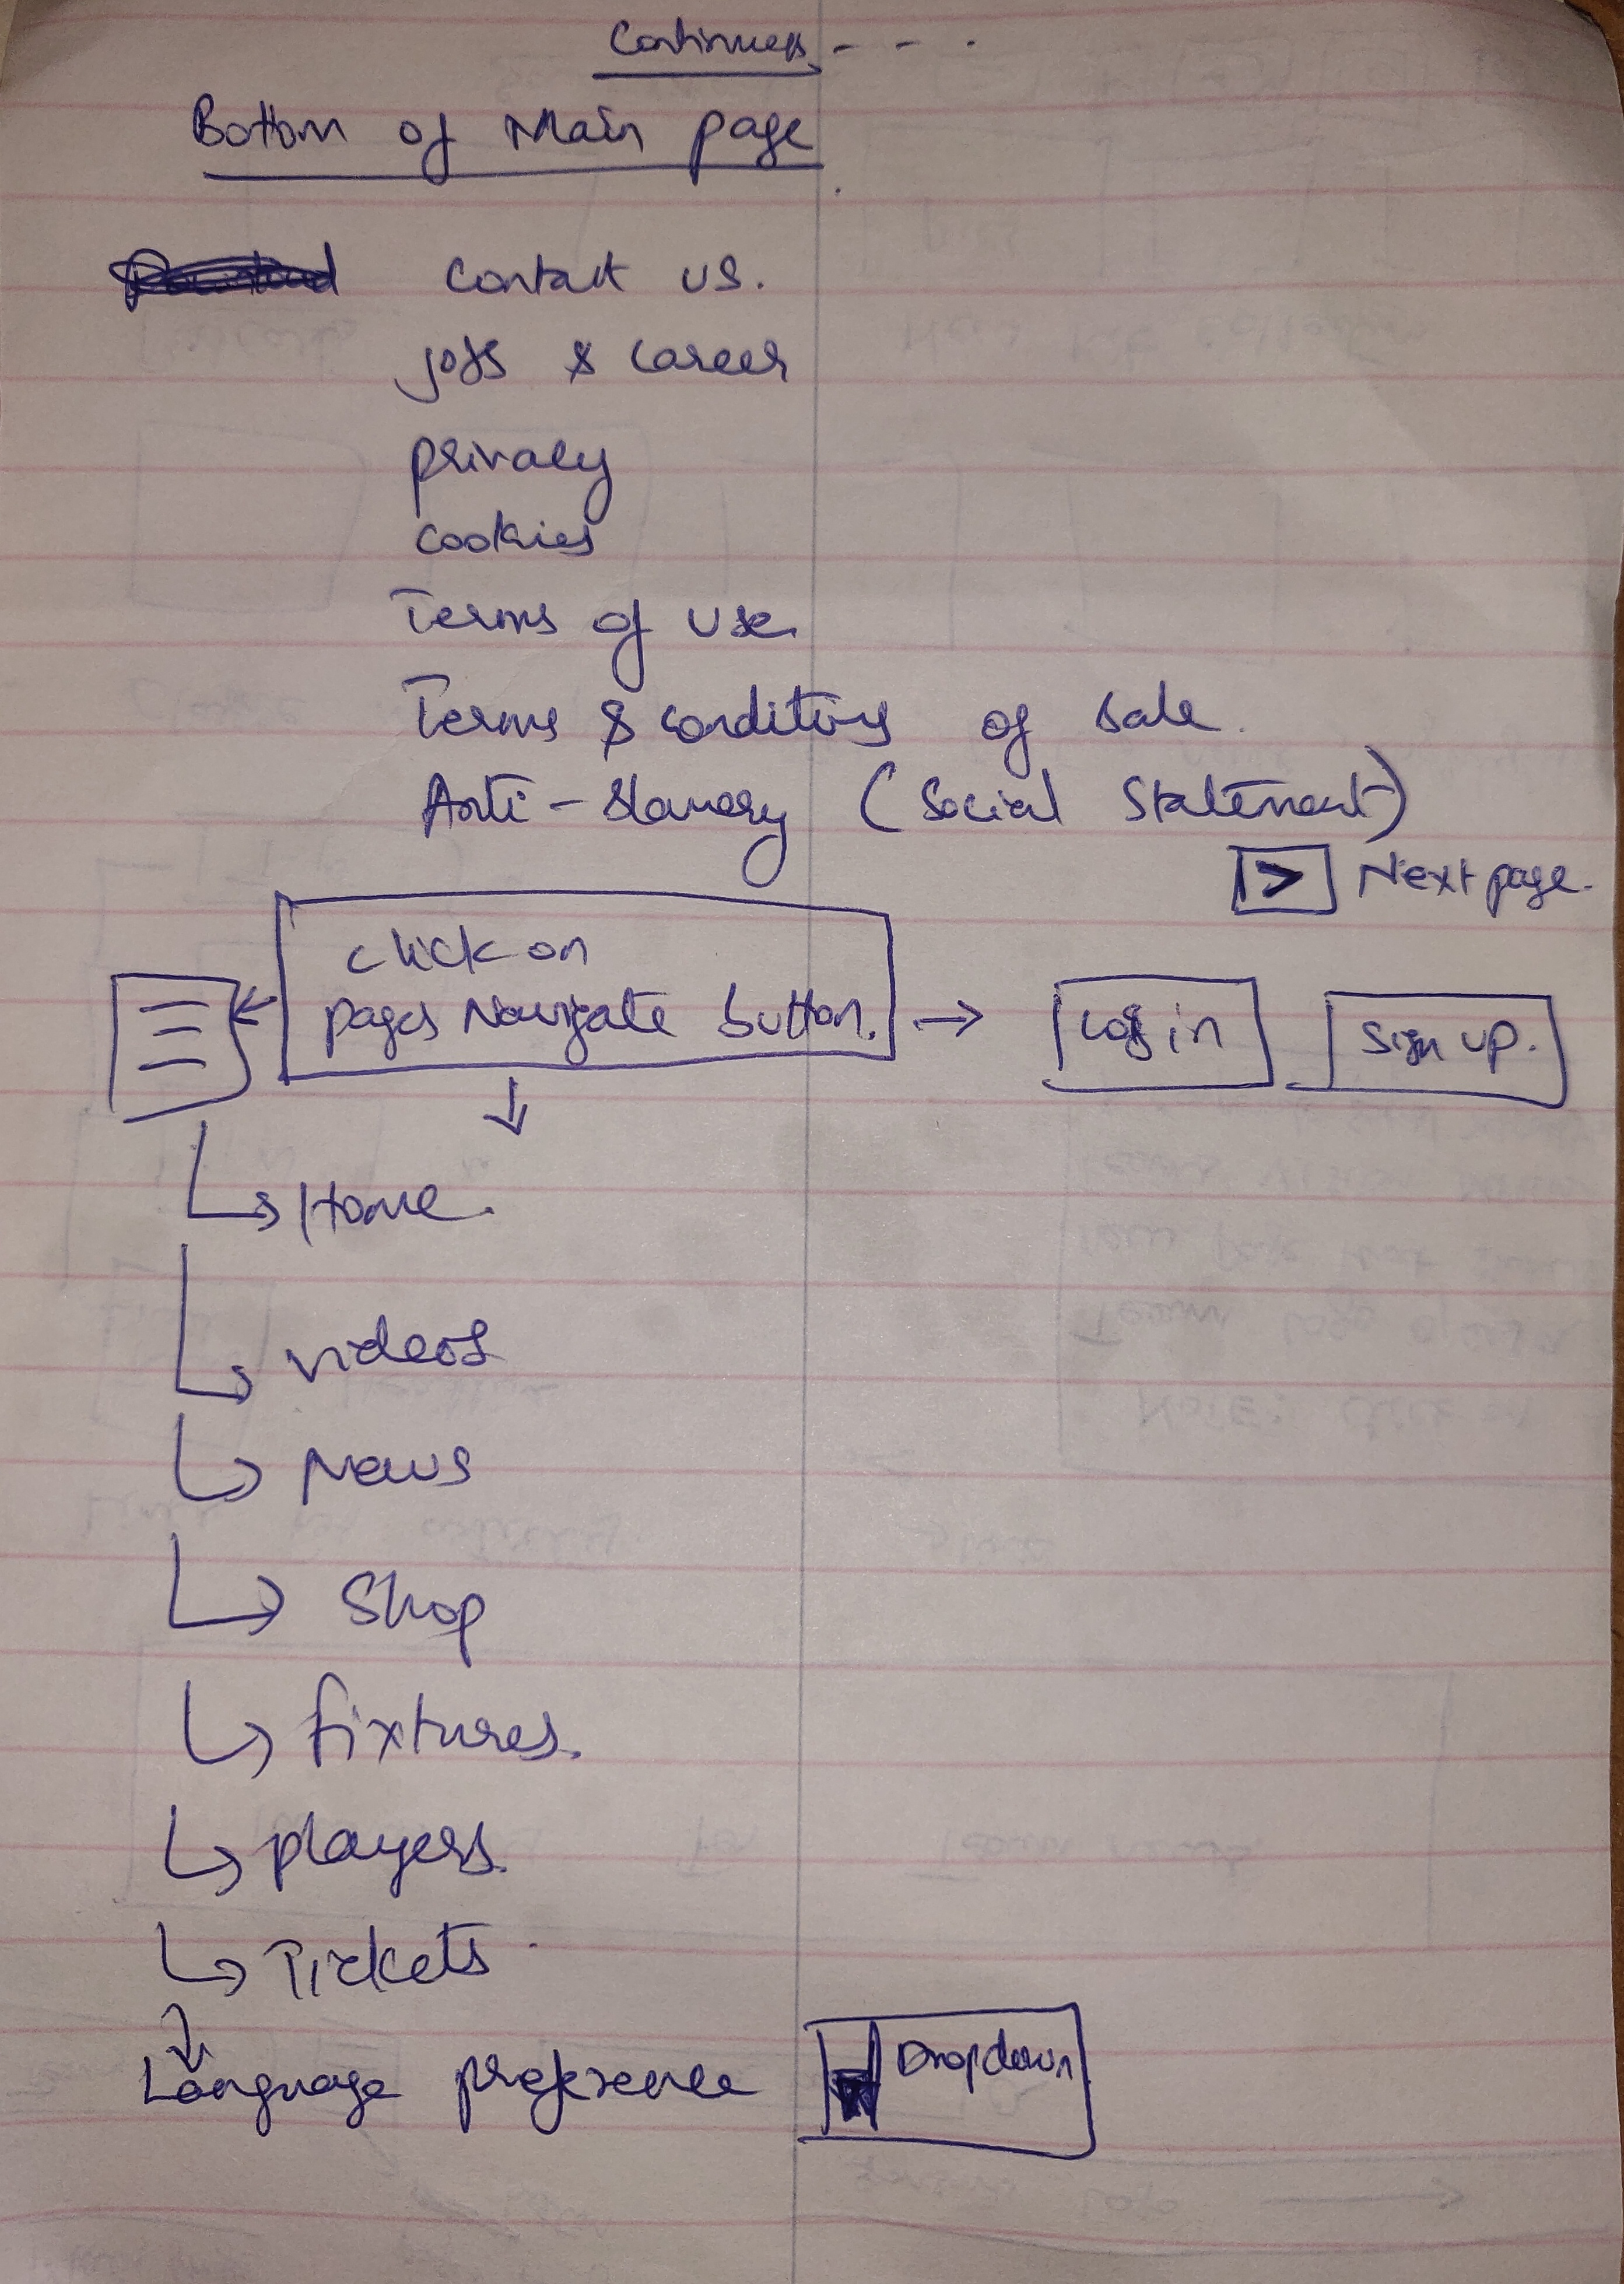 Continues - - - .
Bottom of Main page
Contact us.
jobs & career
privacy
cookies
Terms of use
Terms & conditions of sale.
Anti - Slavery (Social Statement)
> Next page.
click on
pages Navigate button. → Log in Sign up.
Home.
videos
News
Shop
fixtures.
players.
Tickets
Language preference Dropdown